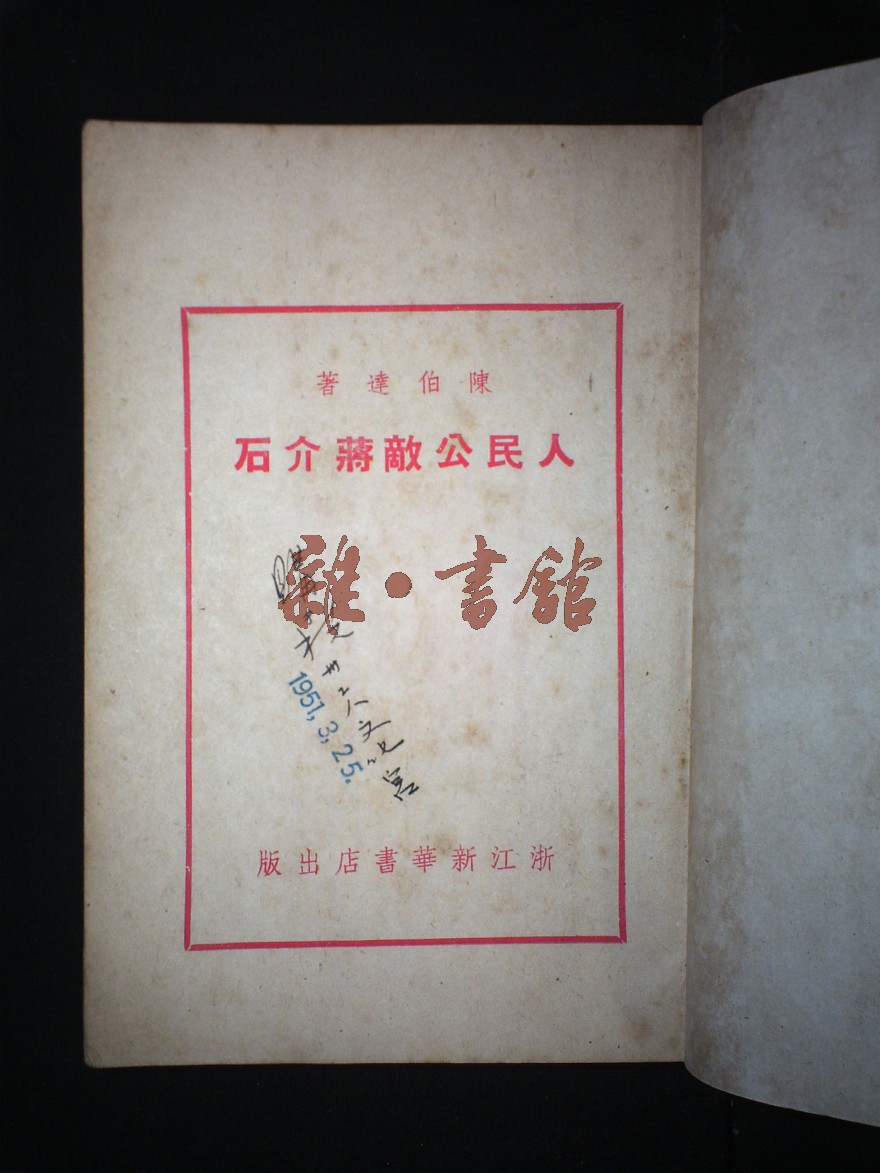 陳伯達著
人民公敵蔣介石
雜·書館
1951.3.25.
浙江新華書店出版